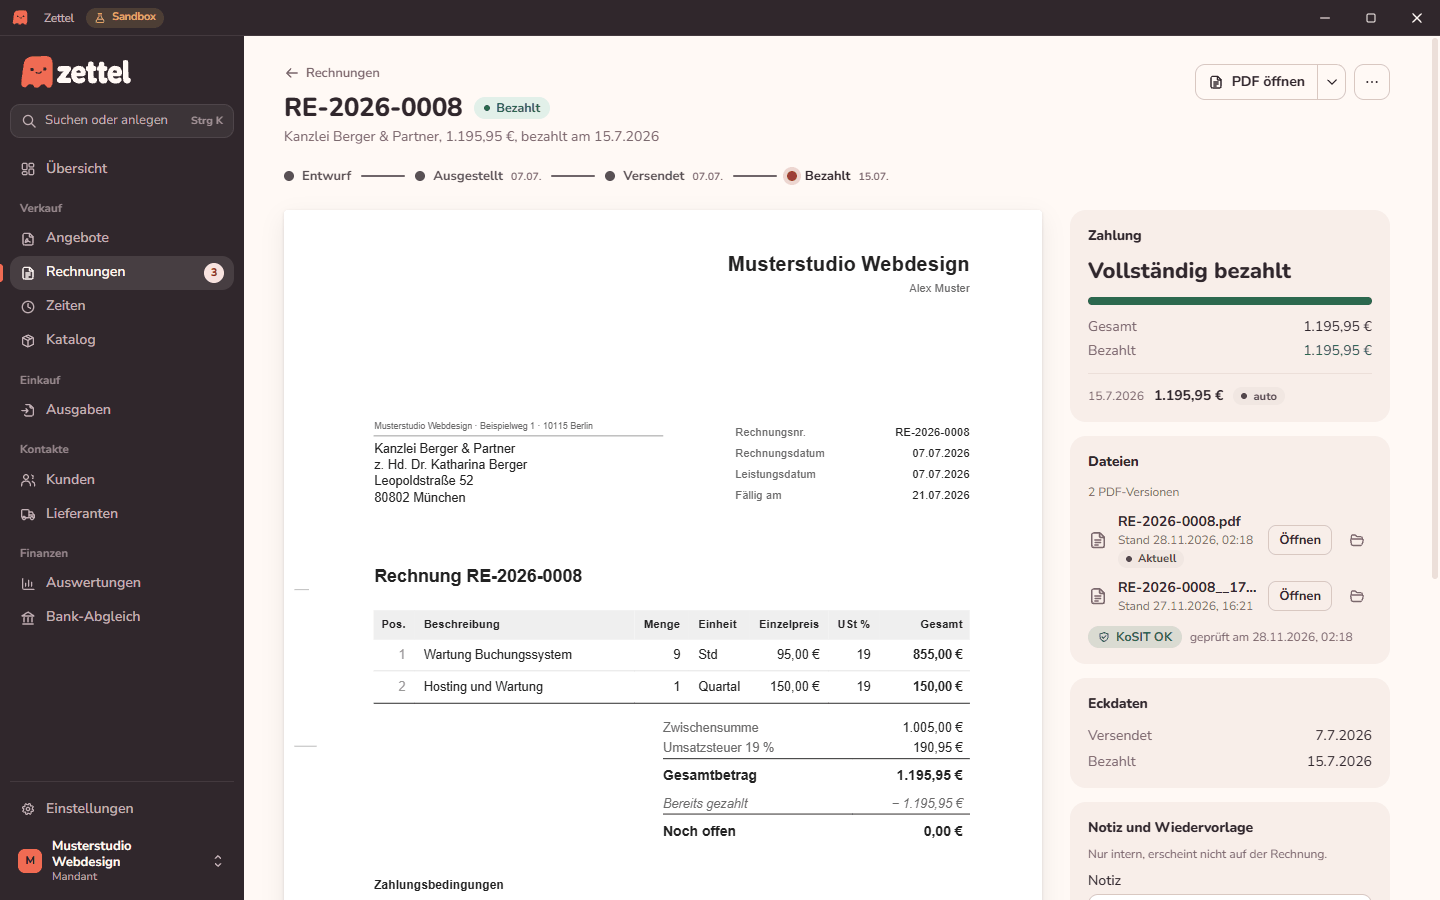 Zettel
Sandbox
zettel
Suchen oder anlegen Strg K
Übersicht
Verkauf
Angebote
Rechnungen 3
Zeiten
Katalog
Einkauf
Ausgaben
Kontakte
Kunden
Lieferanten
Finanzen
Auswertungen
Bank-Abgleich
Einstellungen
M
Musterstudio
Webdesign
Mandant
← Rechnungen
RE-2026-0008 Bezahlt
Kanzlei Berger & Partner, 1.195,95 €, bezahlt am 15.7.2026
PDF öffnen
Entwurf Ausgestellt 07.07. Versendet 07.07. Bezahlt 15.07.
Musterstudio Webdesign
Alex Muster
Musterstudio Webdesign · Beispielweg 1 · 10115 Berlin
Kanzlei Berger & Partner
z. Hd. Dr. Katharina Berger
Leopoldstraße 52
80802 München
Rechnungsnr. RE-2026-0008
Rechnungsdatum 07.07.2026
Leistungsdatum 07.07.2026
Fällig am 21.07.2026
Rechnung RE-2026-0008
Pos. Beschreibung Menge Einheit Einzelpreis USt % Gesamt
1 Wartung Buchungssystem 9 Std 95,00 € 19 855,00 €
2 Hosting und Wartung 1 Quartal 150,00 € 19 150,00 €
Zwischensumme 1.005,00 €
Umsatzsteuer 19 % 190,95 €
Gesamtbetrag 1.195,95 €
Bereits gezahlt – 1.195,95 €
Noch offen 0,00 €
Zahlungsbedingungen
Zahlung
Vollständig bezahlt
Gesamt 1.195,95 €
Bezahlt 1.195,95 €
15.7.2026 1.195,95 € auto
Dateien
2 PDF-Versionen
RE-2026-0008.pdf
Stand 28.11.2026, 02:18
Aktuell
Öffnen
RE-2026-0008__17…
Stand 27.11.2026, 16:21
Öffnen
KoSIT OK geprüft am 28.11.2026, 02:18
Eckdaten
Versendet 7.7.2026
Bezahlt 15.7.2026
Notiz und Wiedervorlage
Nur intern, erscheint nicht auf der Rechnung.
Notiz